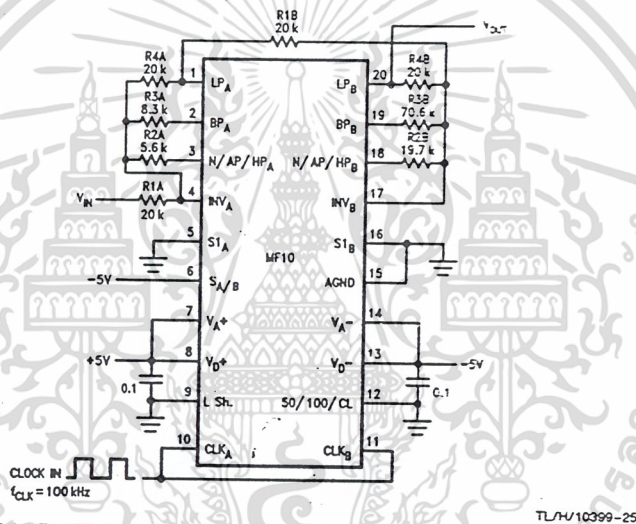 R1B
20 k
VOUT
R4A
20 k
1
LPA
20
LPB
R4B
20 k
R3A
8.3 k
2
BPA
19
BPB
R3B
70.6 k
R2A
5.6 k
3
N/AP/HPA
18
N/AP/HPB
R2B
19.7 k
VIN
R1A
20 k
4
INVA
17
INVB
5
S1A
16
S1B
MF10
-5V
6
SA/B
15
AGND
7
VA+
14
VA-
+5V
8
VD+
13
VD-
-5V
0.1
9
L Sh.
12
50/100/CL
0.1
10
CLKA
11
CLKB
CLOCK IN
fCLK = 100 kHz
TL/H/10399-25